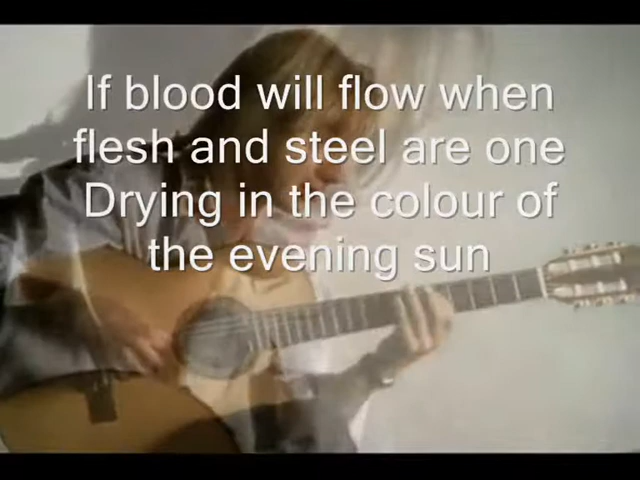 If blood will flow when
flesh and steel are one
Drying in the colour of
the evening sun